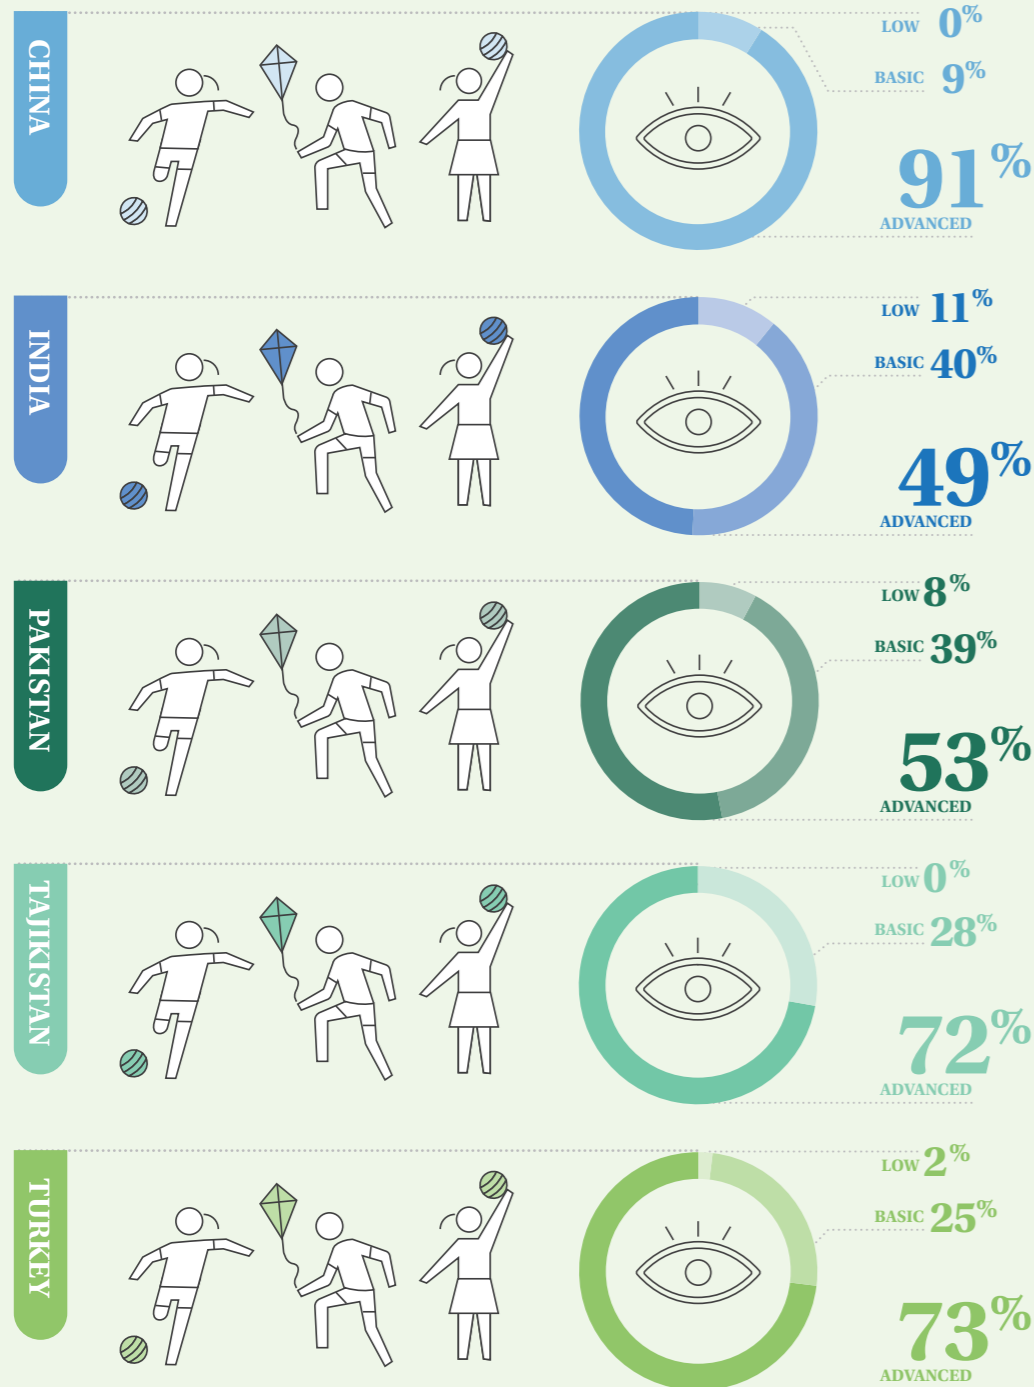 CHINA
LOW 0%
BASIC 9%
91%
ADVANCED
INDIA
LOW 11%
BASIC 40%
49%
ADVANCED
PAKISTAN
LOW 8%
BASIC 39%
53%
ADVANCED
TAJIKISTAN
LOW 0%
BASIC 28%
72%
ADVANCED
TURKEY
LOW 2%
BASIC 25%
73%
ADVANCED